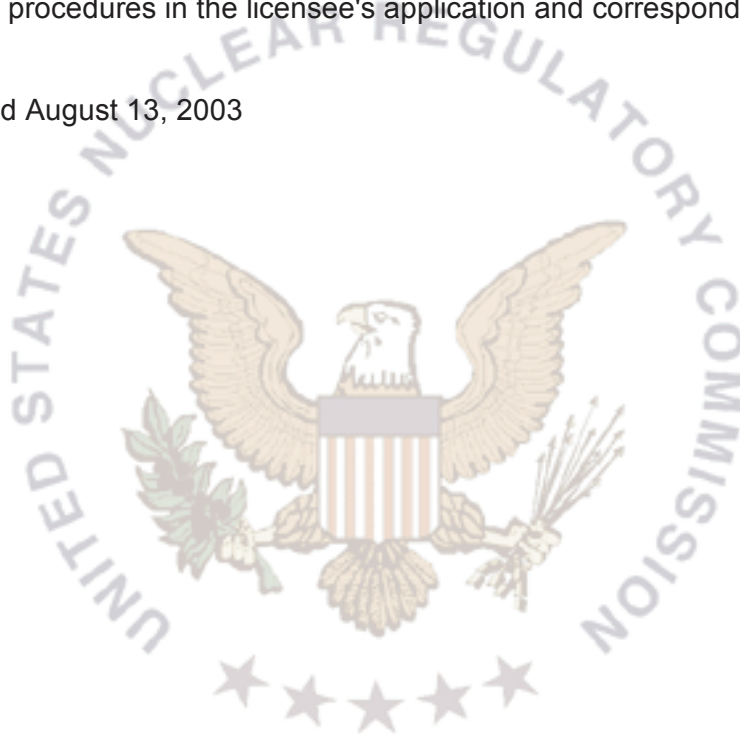 procedures in the licensee's application and correspond
d August 13, 2003
UNITED STATES NUCLEAR REGULATORY COMMISSION